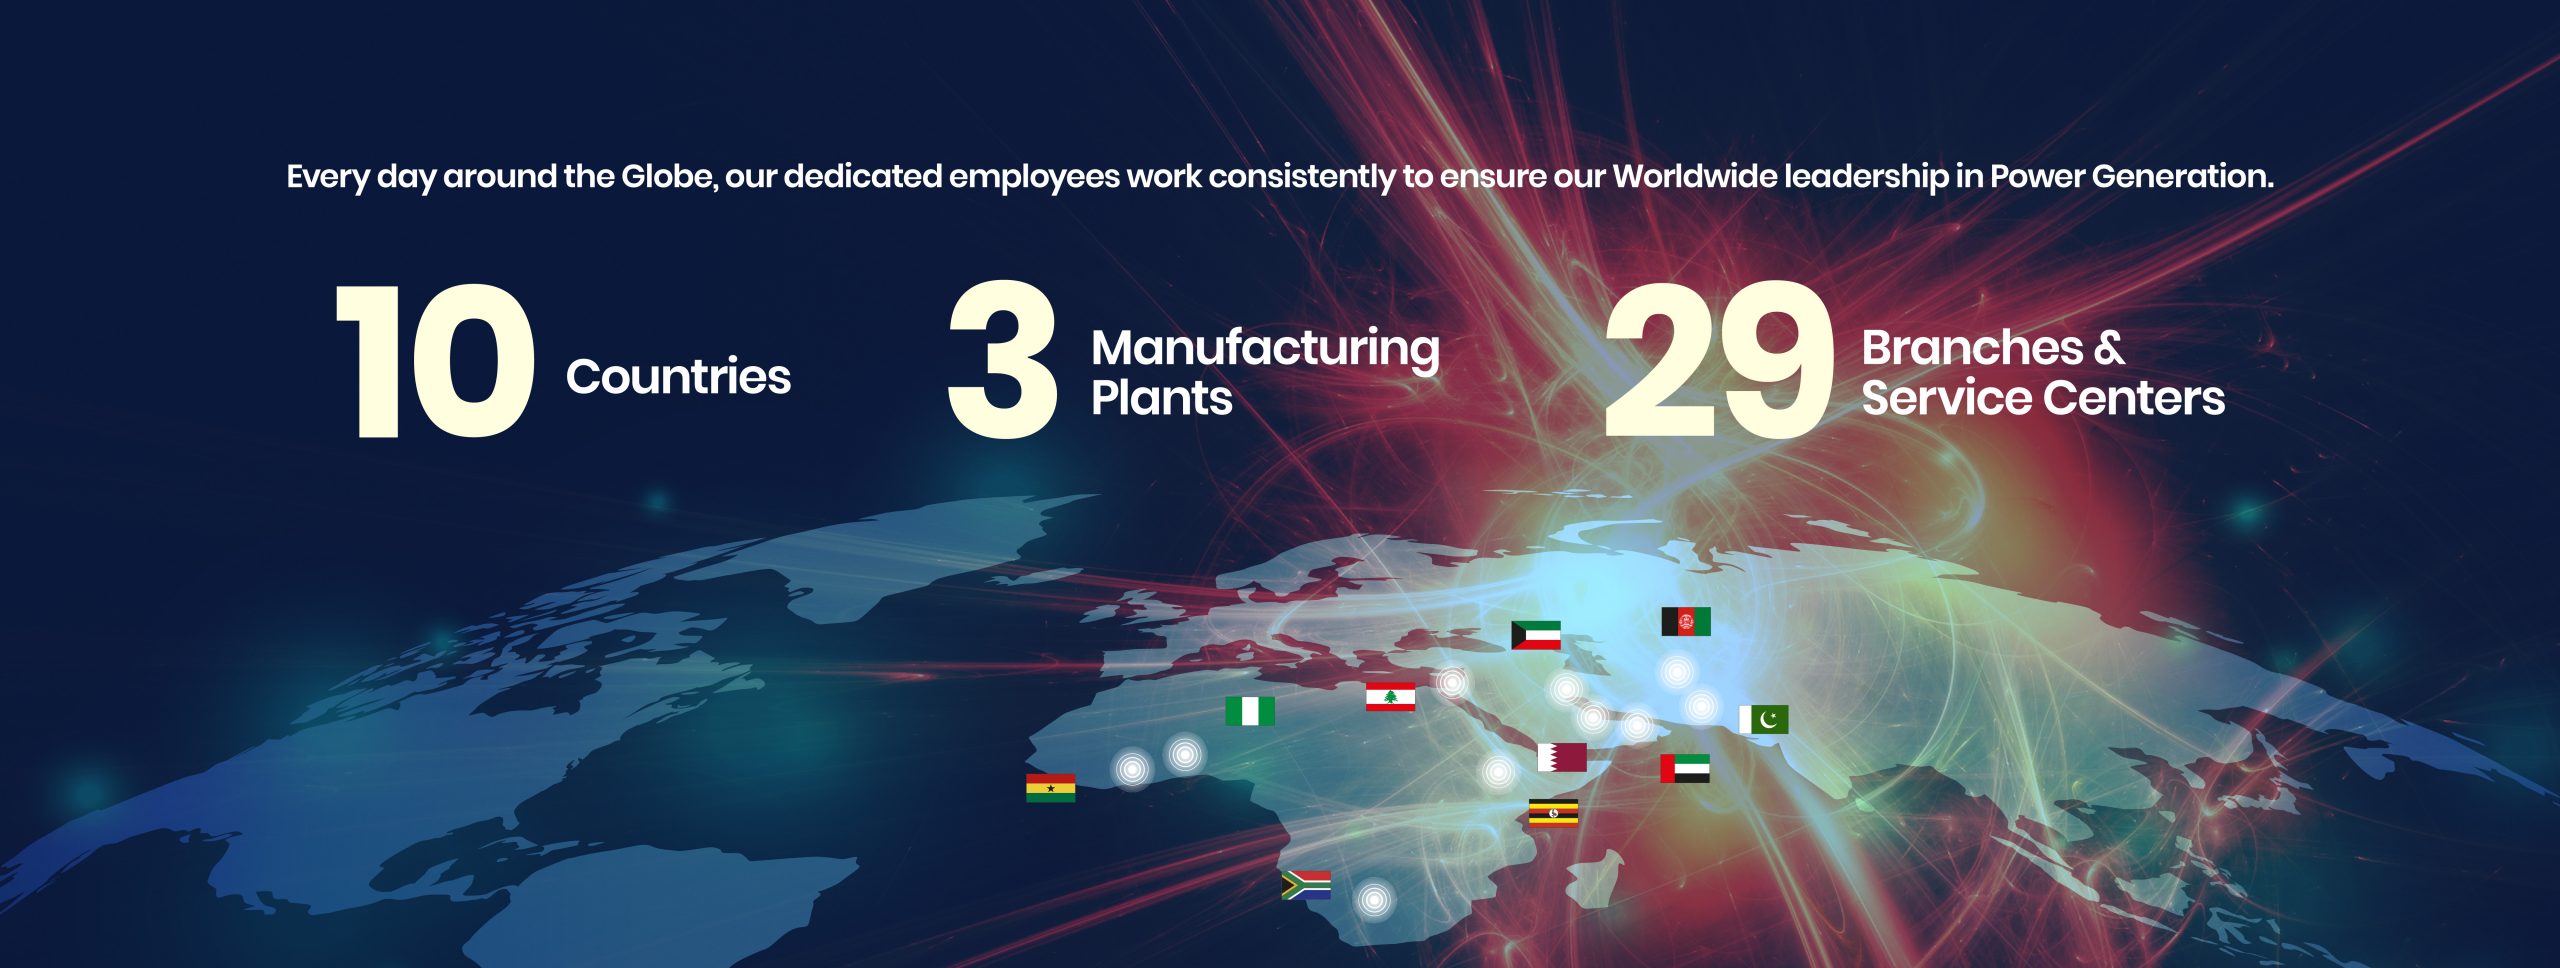 Every day around the Globe, our dedicated employees work consistently to ensure our Worldwide leadership in Power Generation.
10 Countries
3 Manufacturing
Plants
29 Branches &
Service Centers